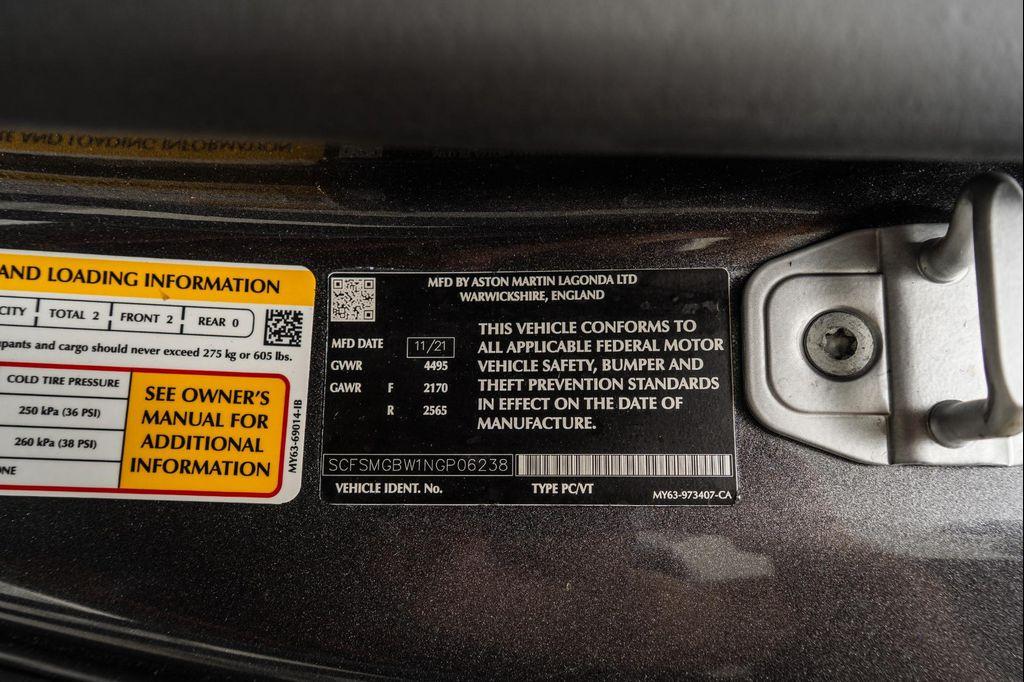 AND LOADING INFORMATION
CITY TOTAL 2 FRONT 2 REAR 0
and cargo should never exceed 275 kg or 605 lbs.
COLD TIRE PRESSURE
250 kPa (36 PSI)
260 kPa (38 PSI)
SEE OWNER'S
MANUAL FOR
ADDITIONAL
INFORMATION
MY63-69014-IB
MFD BY ASTON MARTIN LAGONDA LTD
WARWICKSHIRE, ENGLAND
MFD DATE 11/21
GVWR 4495
GAWR F 2170
R 2565
THIS VEHICLE CONFORMS TO
ALL APPLICABLE FEDERAL MOTOR
VEHICLE SAFETY, BUMPER AND
THEFT PREVENTION STANDARDS
IN EFFECT ON THE DATE OF
MANUFACTURE.
SCFSMGBW1NGP06238
VEHICLE IDENT. No. TYPE PC/VT MY63-973407-CA